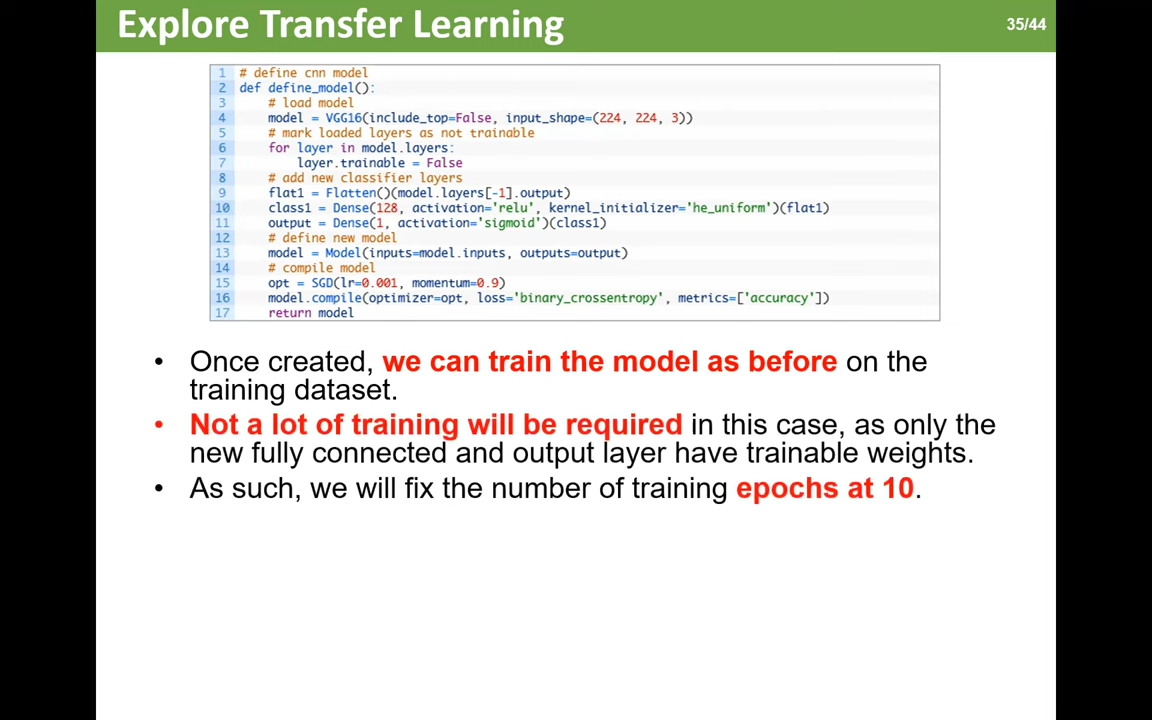 Explore Transfer Learning
35/44
1 # define cnn model
2 def define_model():
3     # load model
4     model = VGG16(include_top=False, input_shape=(224, 224, 3))
5     # mark loaded layers as not trainable
6     for layer in model.layers:
7         layer.trainable = False
8     # add new classifier layers
9     flat1 = Flatten()(model.layers[-1].output)
10     class1 = Dense(128, activation='relu', kernel_initializer='he_uniform')(flat1)
11     output = Dense(1, activation='sigmoid')(class1)
12     # define new model
13     model = Model(inputs=model.inputs, outputs=output)
14     # compile model
15     opt = SGD(lr=0.001, momentum=0.9)
16     model.compile(optimizer=opt, loss='binary_crossentropy', metrics=['accuracy'])
17     return model
• Once created, we can train the model as before on the
training dataset.
• Not a lot of training will be required in this case, as only the
new fully connected and output layer have trainable weights.
• As such, we will fix the number of training epochs at 10.